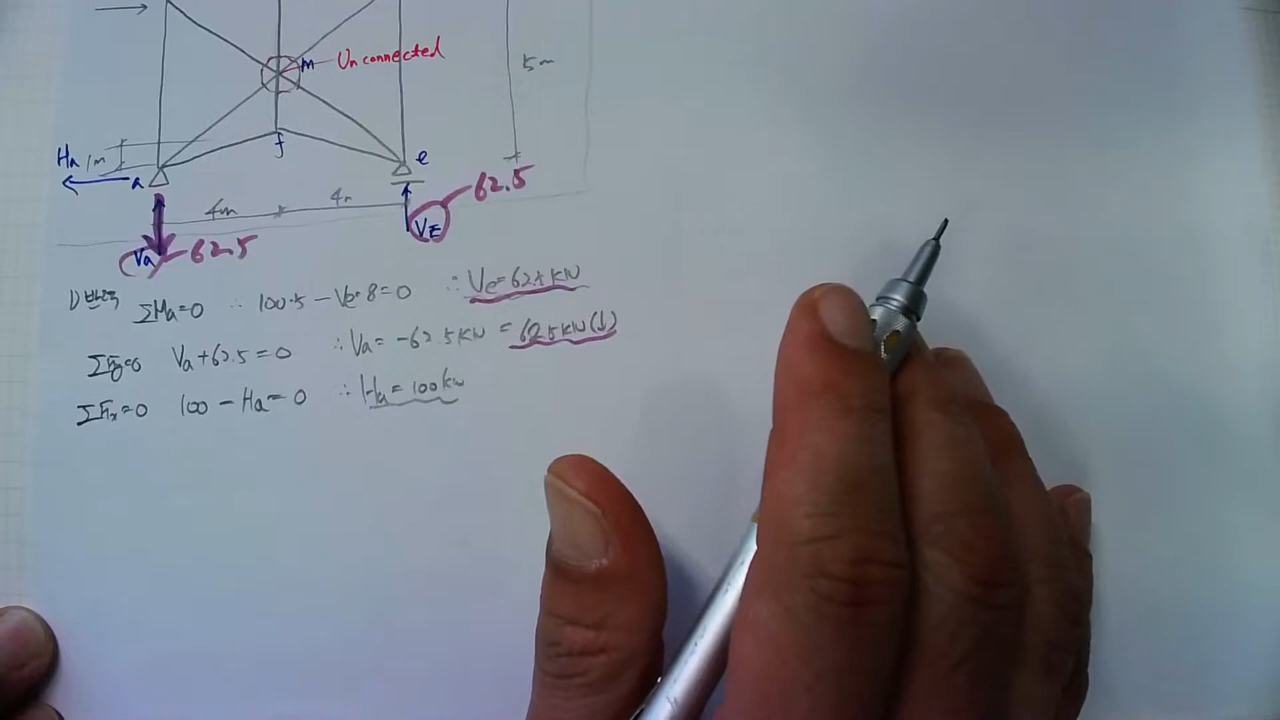 m
Unconnected
5m
Ha
1m
f
a
e
4m
4m
62.5
VE
Va
62.5
1) 반력 ΣMa=0 ∴ 100·5 - Ve·8=0 ∴ Ve=62.5KN
ΣFy=0 Va+62.5=0 ∴ Va= -62.5KN = 62.5KN(↓)
ΣFx=0 100 - Ha=0 ∴ Ha=100KN